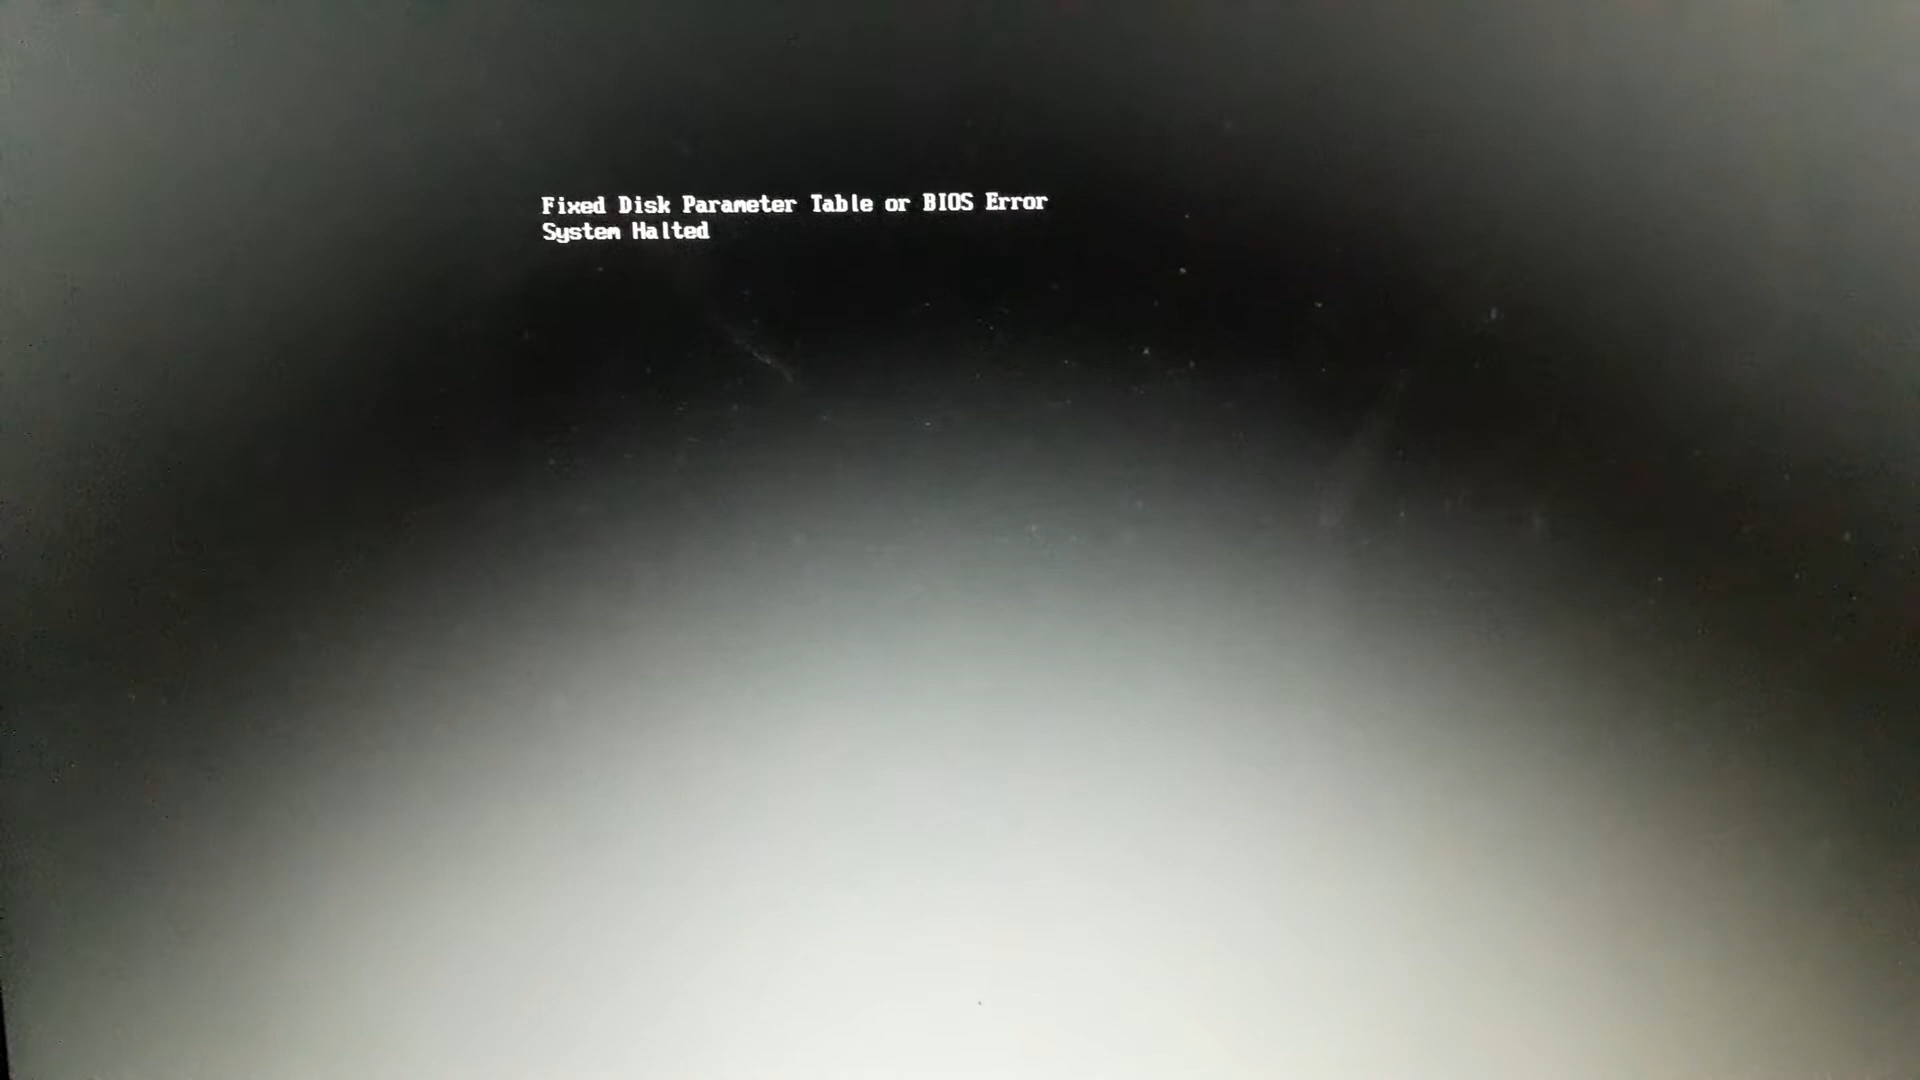 Fixed Disk Parameter Table or BIOS Error
System Halted